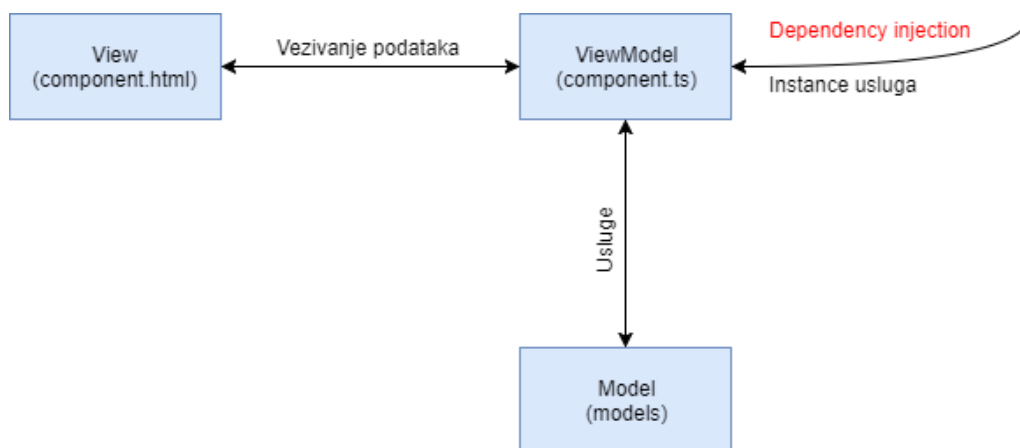 View
(component.html)
Vezivanje podataka
ViewModel
(component.ts)
Dependency injection
Instance usluga
Usluge
Model
(models)